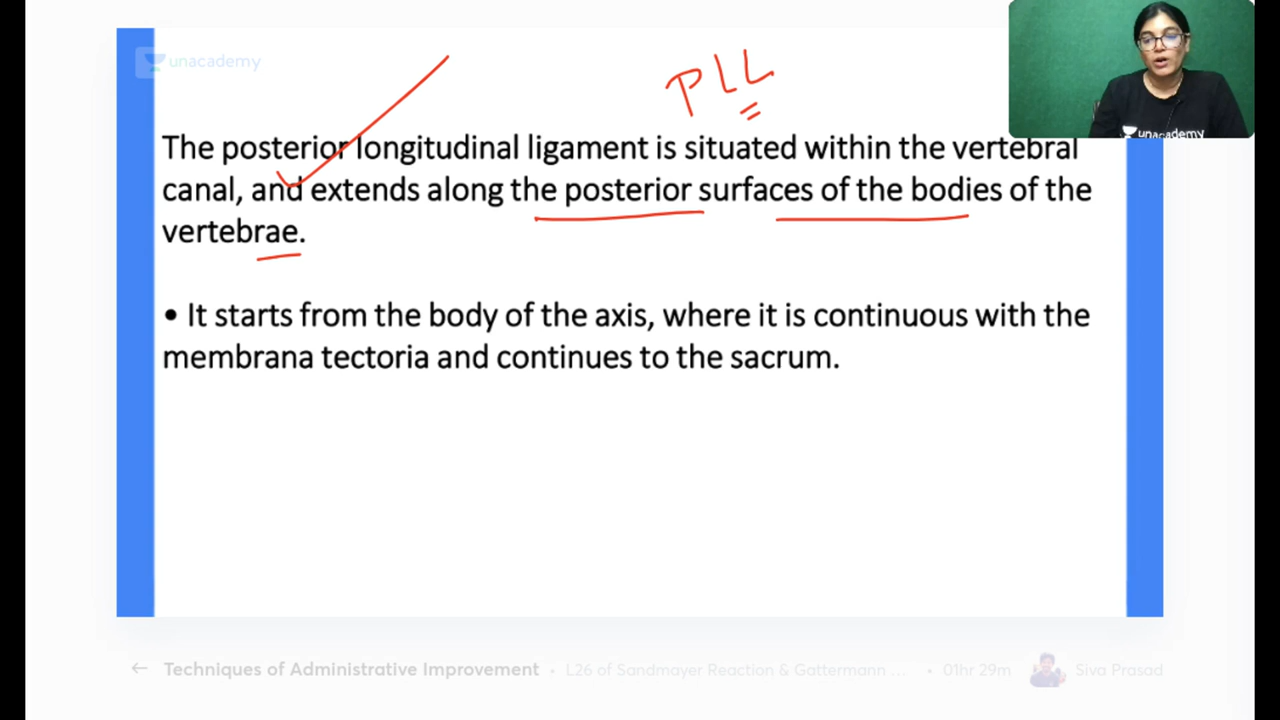 unacademy
PLL
unacademy
The posterior longitudinal ligament is situated within the vertebral
canal, and extends along the posterior surfaces of the bodies of the
vertebrae.
• It starts from the body of the axis, where it is continuous with the
membrana tectoria and continues to the sacrum.
← Techniques of Administrative Improvement • L26 of Sandmayer Reaction & Gattermann ... • 01hr 29m Siva Prasad